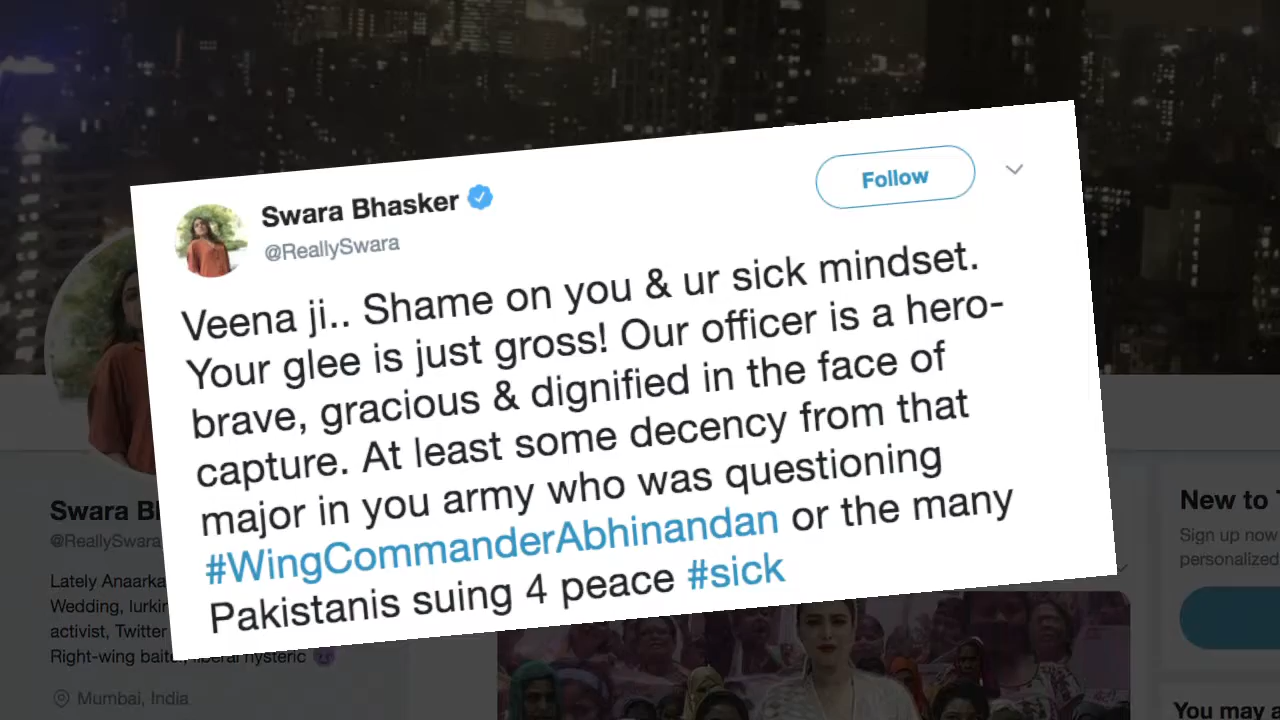 Swara Bhasker
@ReallySwara
Follow
Veena ji.. Shame on you & ur sick mindset.
Your glee is just gross! Our officer is a hero-
brave, gracious & dignified in the face of
capture. At least some decency from that
major in you army who was questioning
#WingCommanderAbhinandan or the many
Pakistanis suing 4 peace #sick
Swara B
@ReallySwara
Lately Anaarka
Wedding, lurkin
activist, Twitter
Right-wing baiter, liberal hysteric
Mumbai, India
New to
Sign up now
personalized
You may a